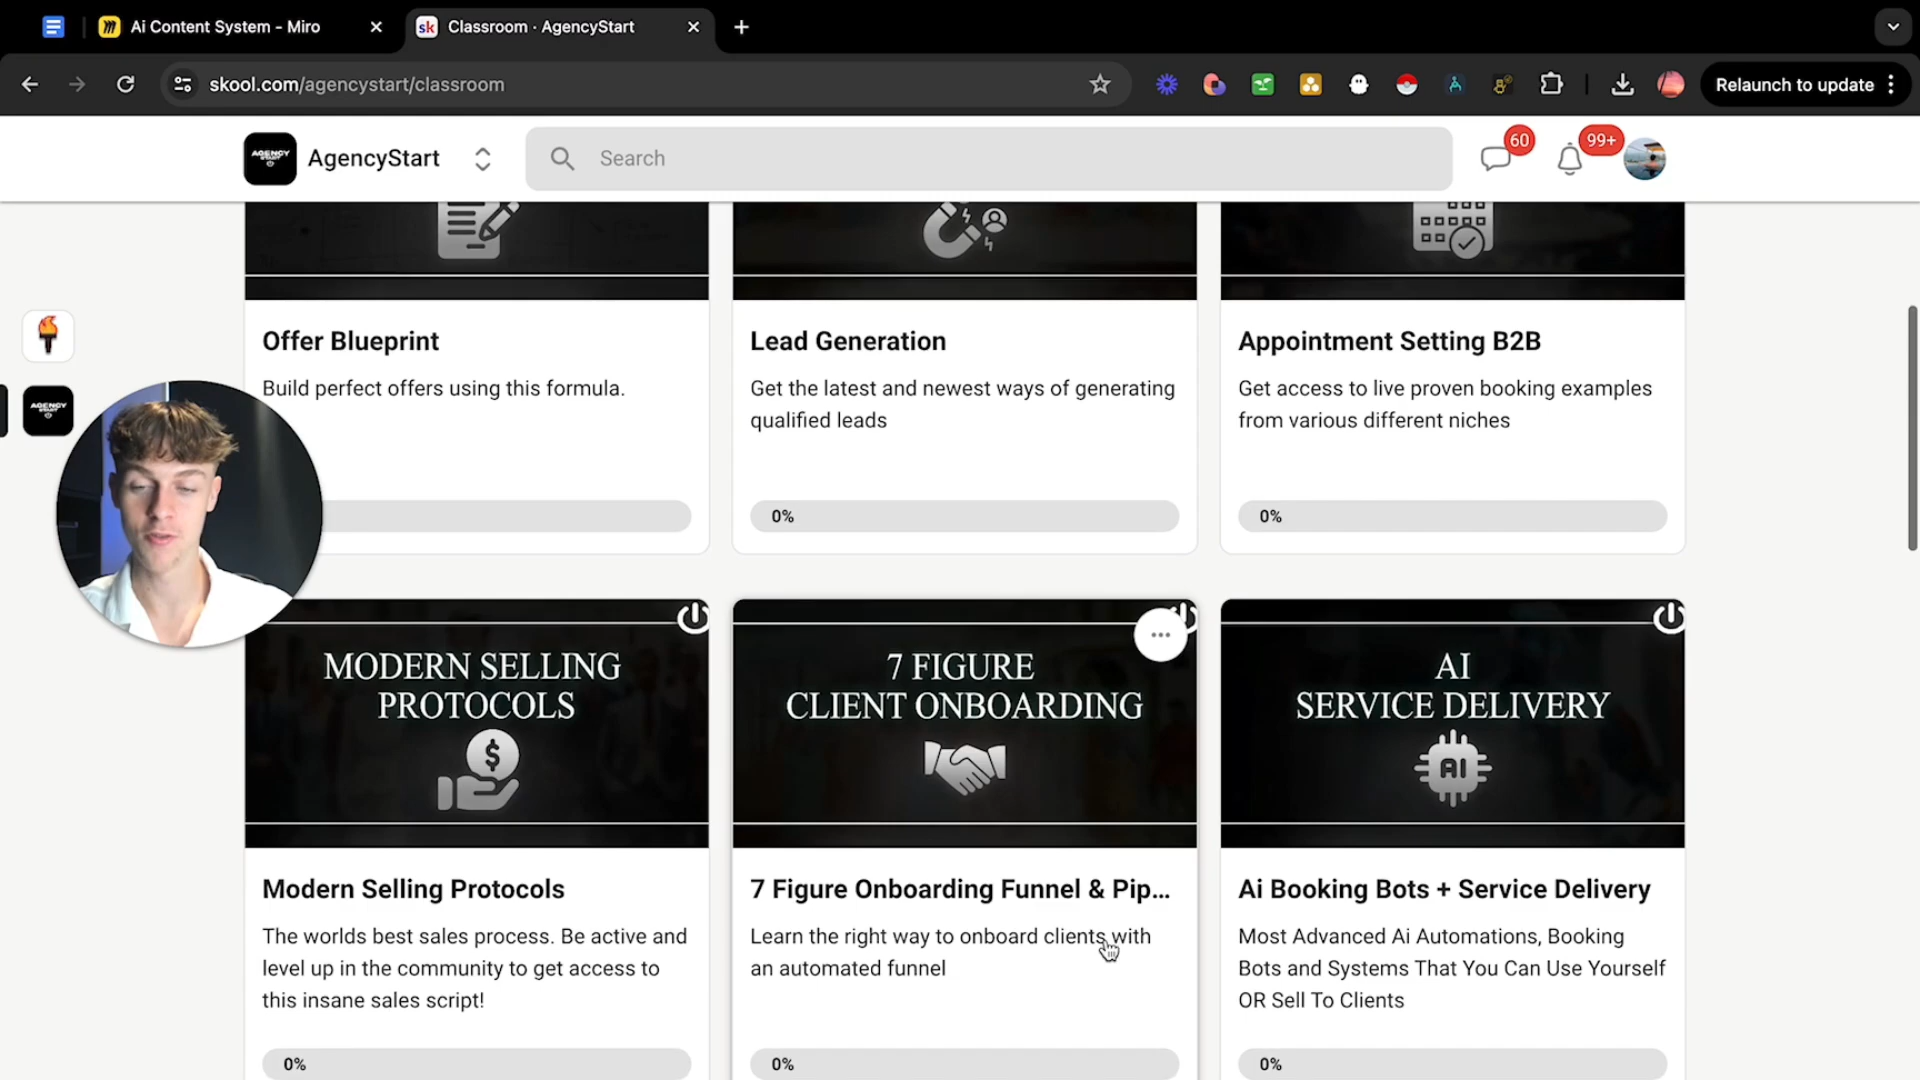 Ai Content System - Miro
Classroom · AgencyStart
skool.com/agencystart/classroom
Relaunch to update
AGENCY
START
AgencyStart
Search
60
99+
Offer Blueprint
Build perfect offers using this formula.
Lead Generation
Get the latest and newest ways of generating
qualified leads
0%
Appointment Setting B2B
Get access to live proven booking examples
from various different niches
0%
AGENCY
START
MODERN SELLING
PROTOCOLS
Modern Selling Protocols
The worlds best sales process. Be active and
level up in the community to get access to
this insane sales script!
0%
7 FIGURE
CLIENT ONBOARDING
7 Figure Onboarding Funnel & Pip...
Learn the right way to onboard clients with
an automated funnel
0%
AI
SERVICE DELIVERY
AI
Ai Booking Bots + Service Delivery
Most Advanced Ai Automations, Booking
Bots and Systems That You Can Use Yourself
OR Sell To Clients
0%